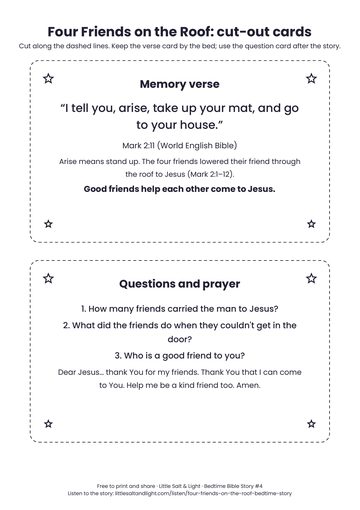 Four Friends on the Roof: cut-out cards
Cut along the dashed lines. Keep the verse card by the bed; use the question card after the story.
Memory verse
“I tell you, arise, take up your mat, and go
to your house.”
Mark 2:11 (World English Bible)
Arise means stand up. The four friends lowered their friend through
the roof to Jesus (Mark 2:1–12).
Good friends help each other come to Jesus.
Questions and prayer
1. How many friends carried the man to Jesus?
2. What did the friends do when they couldn't get in the
door?
3. Who is a good friend to you?
Dear Jesus… thank You for my friends. Thank You that I can come
to You. Help me be a kind friend too. Amen.
Free to print and share · Little Salt & Light · Bedtime Bible Story #4
Listen to the story: littlesaltandlight.com/listen/four-friends-on-the-roof-bedtime-story